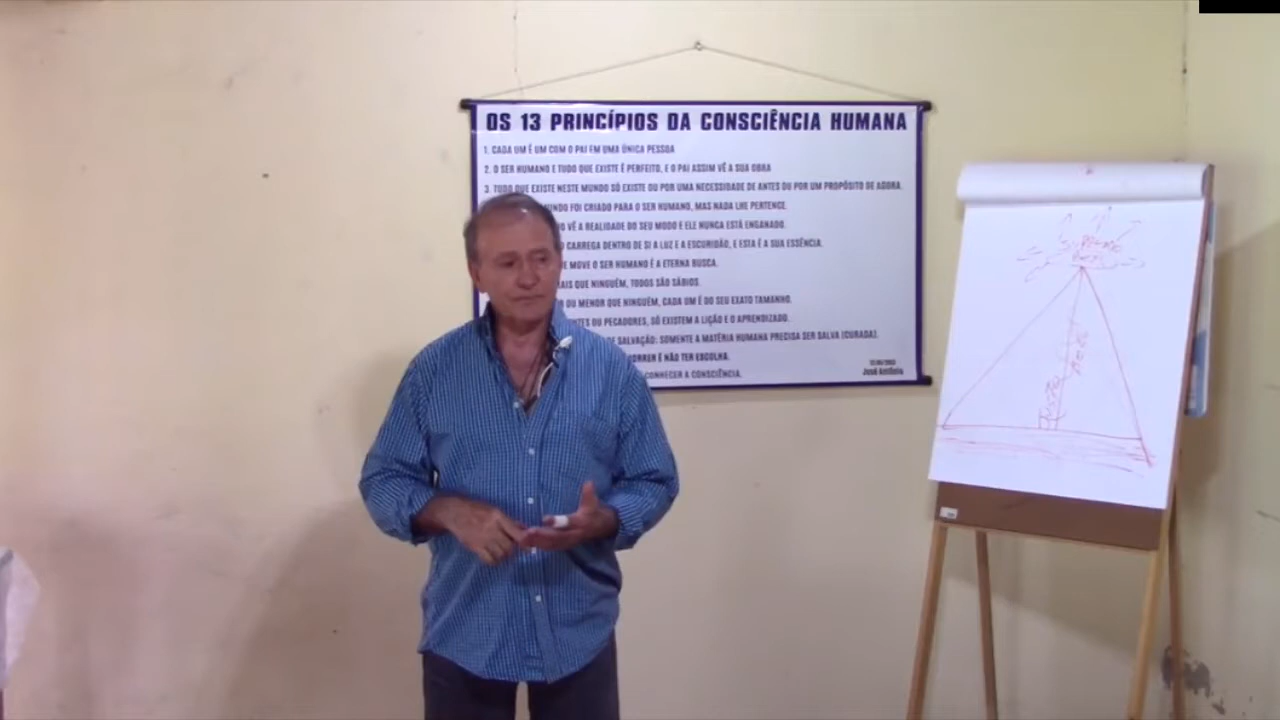 OS 13 PRINCÍPIOS DA CONSCIÊNCIA HUMANA
1. CADA UM É UM COM O PAI EM UMA ÚNICA PESSOA
2. O SER HUMANO E TUDO QUE EXISTE É PERFEITO, E O PAI ASSIM VÊ A SUA OBRA
3. TUDO QUE EXISTE NESTE MUNDO SÓ EXISTE OU POR UMA NECESSIDADE DE ANTES OU POR UM PROPÓSITO DE AGORA.
MUNDO FOI CRIADO PARA O SER HUMANO, MAS NADA LHE PERTENCE.
VÊ A REALIDADE DO SEU MODO E ELE NUNCA ESTÁ ENGANADO.
CARREGA DENTRO DE SI A LUZ E A ESCURIDÃO, E ESTA É A SUA ESSÊNCIA.
MOVE O SER HUMANO É A ETERNA BUSCA.
QUE NINGUÉM, TODOS SÃO SÁBIOS.
OU MENOR QUE NINGUÉM, CADA UM É DO SEU EXATO TAMANHO.
OU PECADORES, SÓ EXISTEM A LIÇÃO E O APRENDIZADO.
SALVAÇÃO: SOMENTE A MATÉRIA HUMANA PRECISA SER SALVA (CURADA).
É NÃO TER ESCOLHA.
CONHECER A CONSCIÊNCIA.
José Antônio